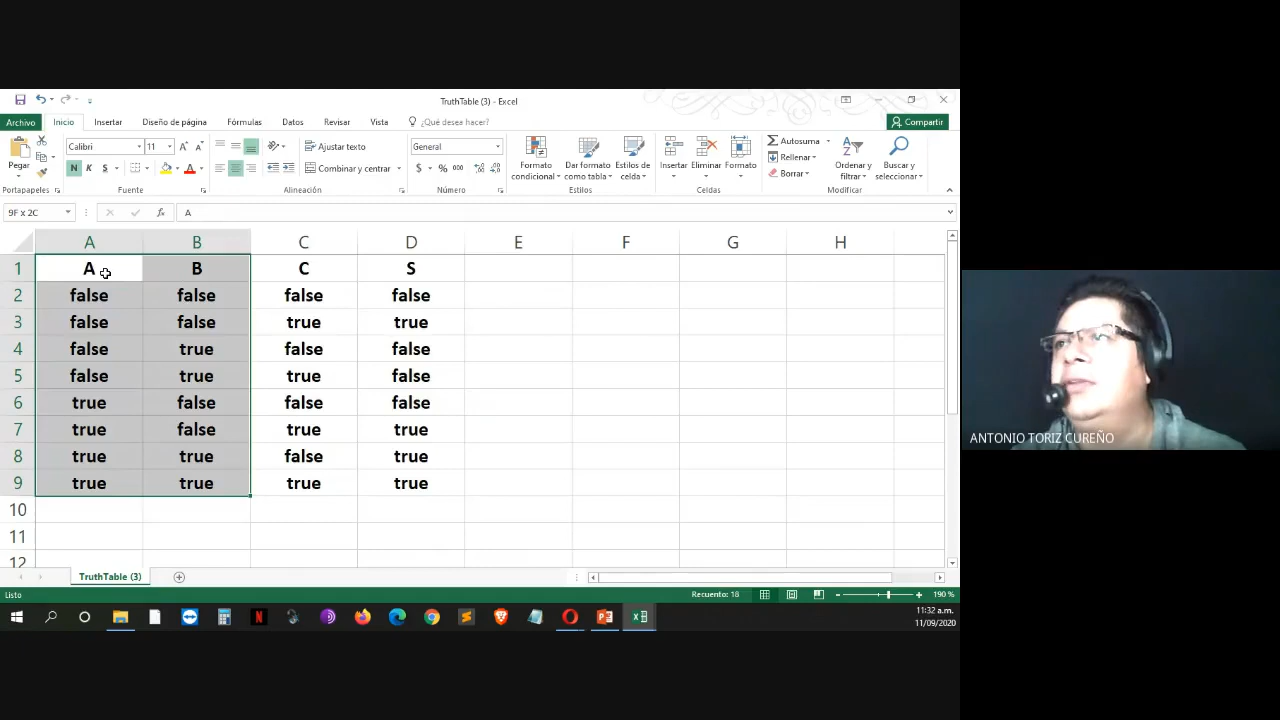 TruthTable (3) - Excel
Archivo Inicio Insertar Diseño de página Fórmulas Datos Revisar Vista ¿Qué desea hacer? Compartir
Pegar
Calibri 11
N K S
Ajustar texto
Combinar y centrar
General
$ % 000
Formato condicional
Dar formato como tabla
Estilos de celda
Insertar Eliminar Formato
Autosuma
Rellenar
Borrar
Ordenar y filtrar
Buscar y seleccionar
Portapapeles Fuente Alineación Número Estilos Celdas Modificar
9F x 2C fx A
A B C D E F G H
1 A B C S
2 false false false false
3 false false true true
4 false true false false
5 false true true false
6 true false false false
7 true false true true
8 true true false true
9 true true true true
10
11
12
TruthTable (3)
Listo Recuento: 18 190 %
11:32 a.m.
11/09/2020
ANTONIO TORIZ CUREÑO